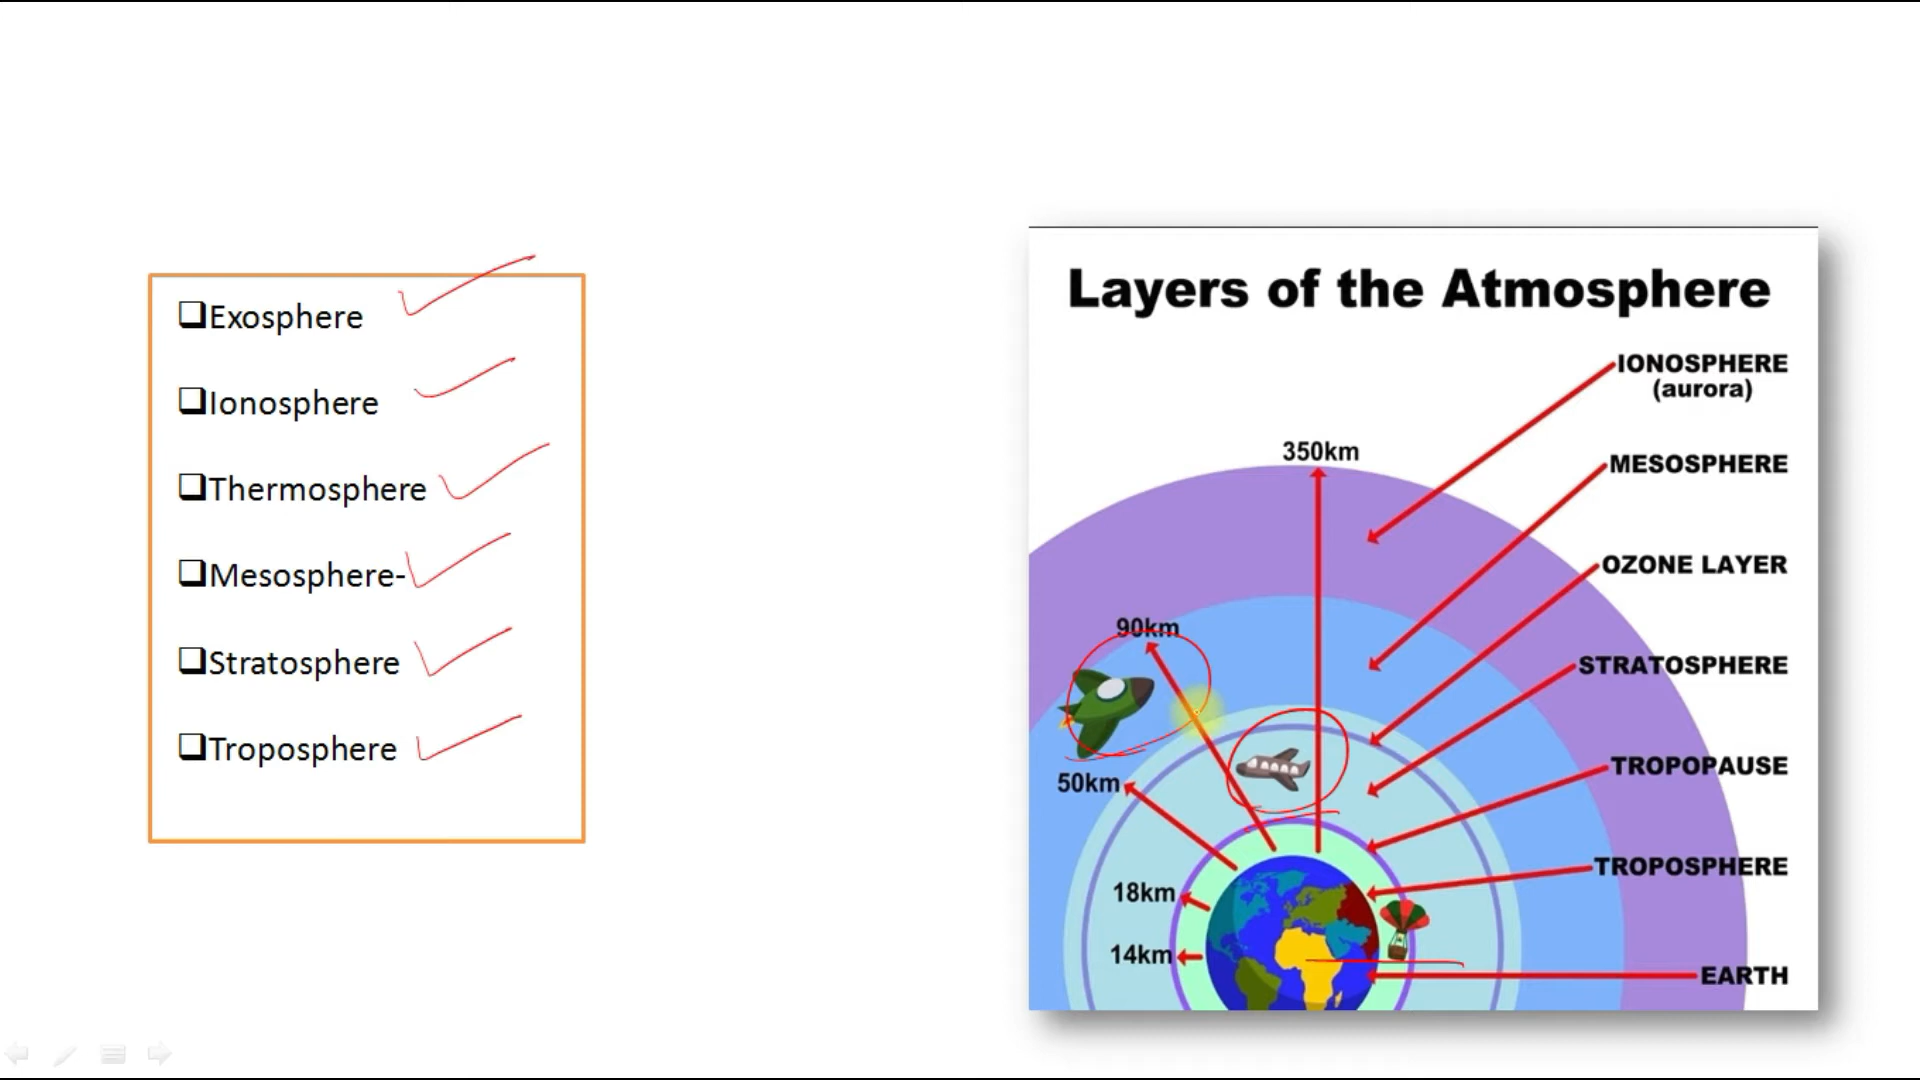 Exosphere
Ionosphere
Thermosphere
Mesosphere-
Stratosphere
Troposphere
Layers of the Atmosphere
IONOSPHERE
(aurora)
350km
MESOSPHERE
OZONE LAYER
90km
STRATOSPHERE
TROPOPAUSE
50km
TROPOSPHERE
18km
14km
EARTH